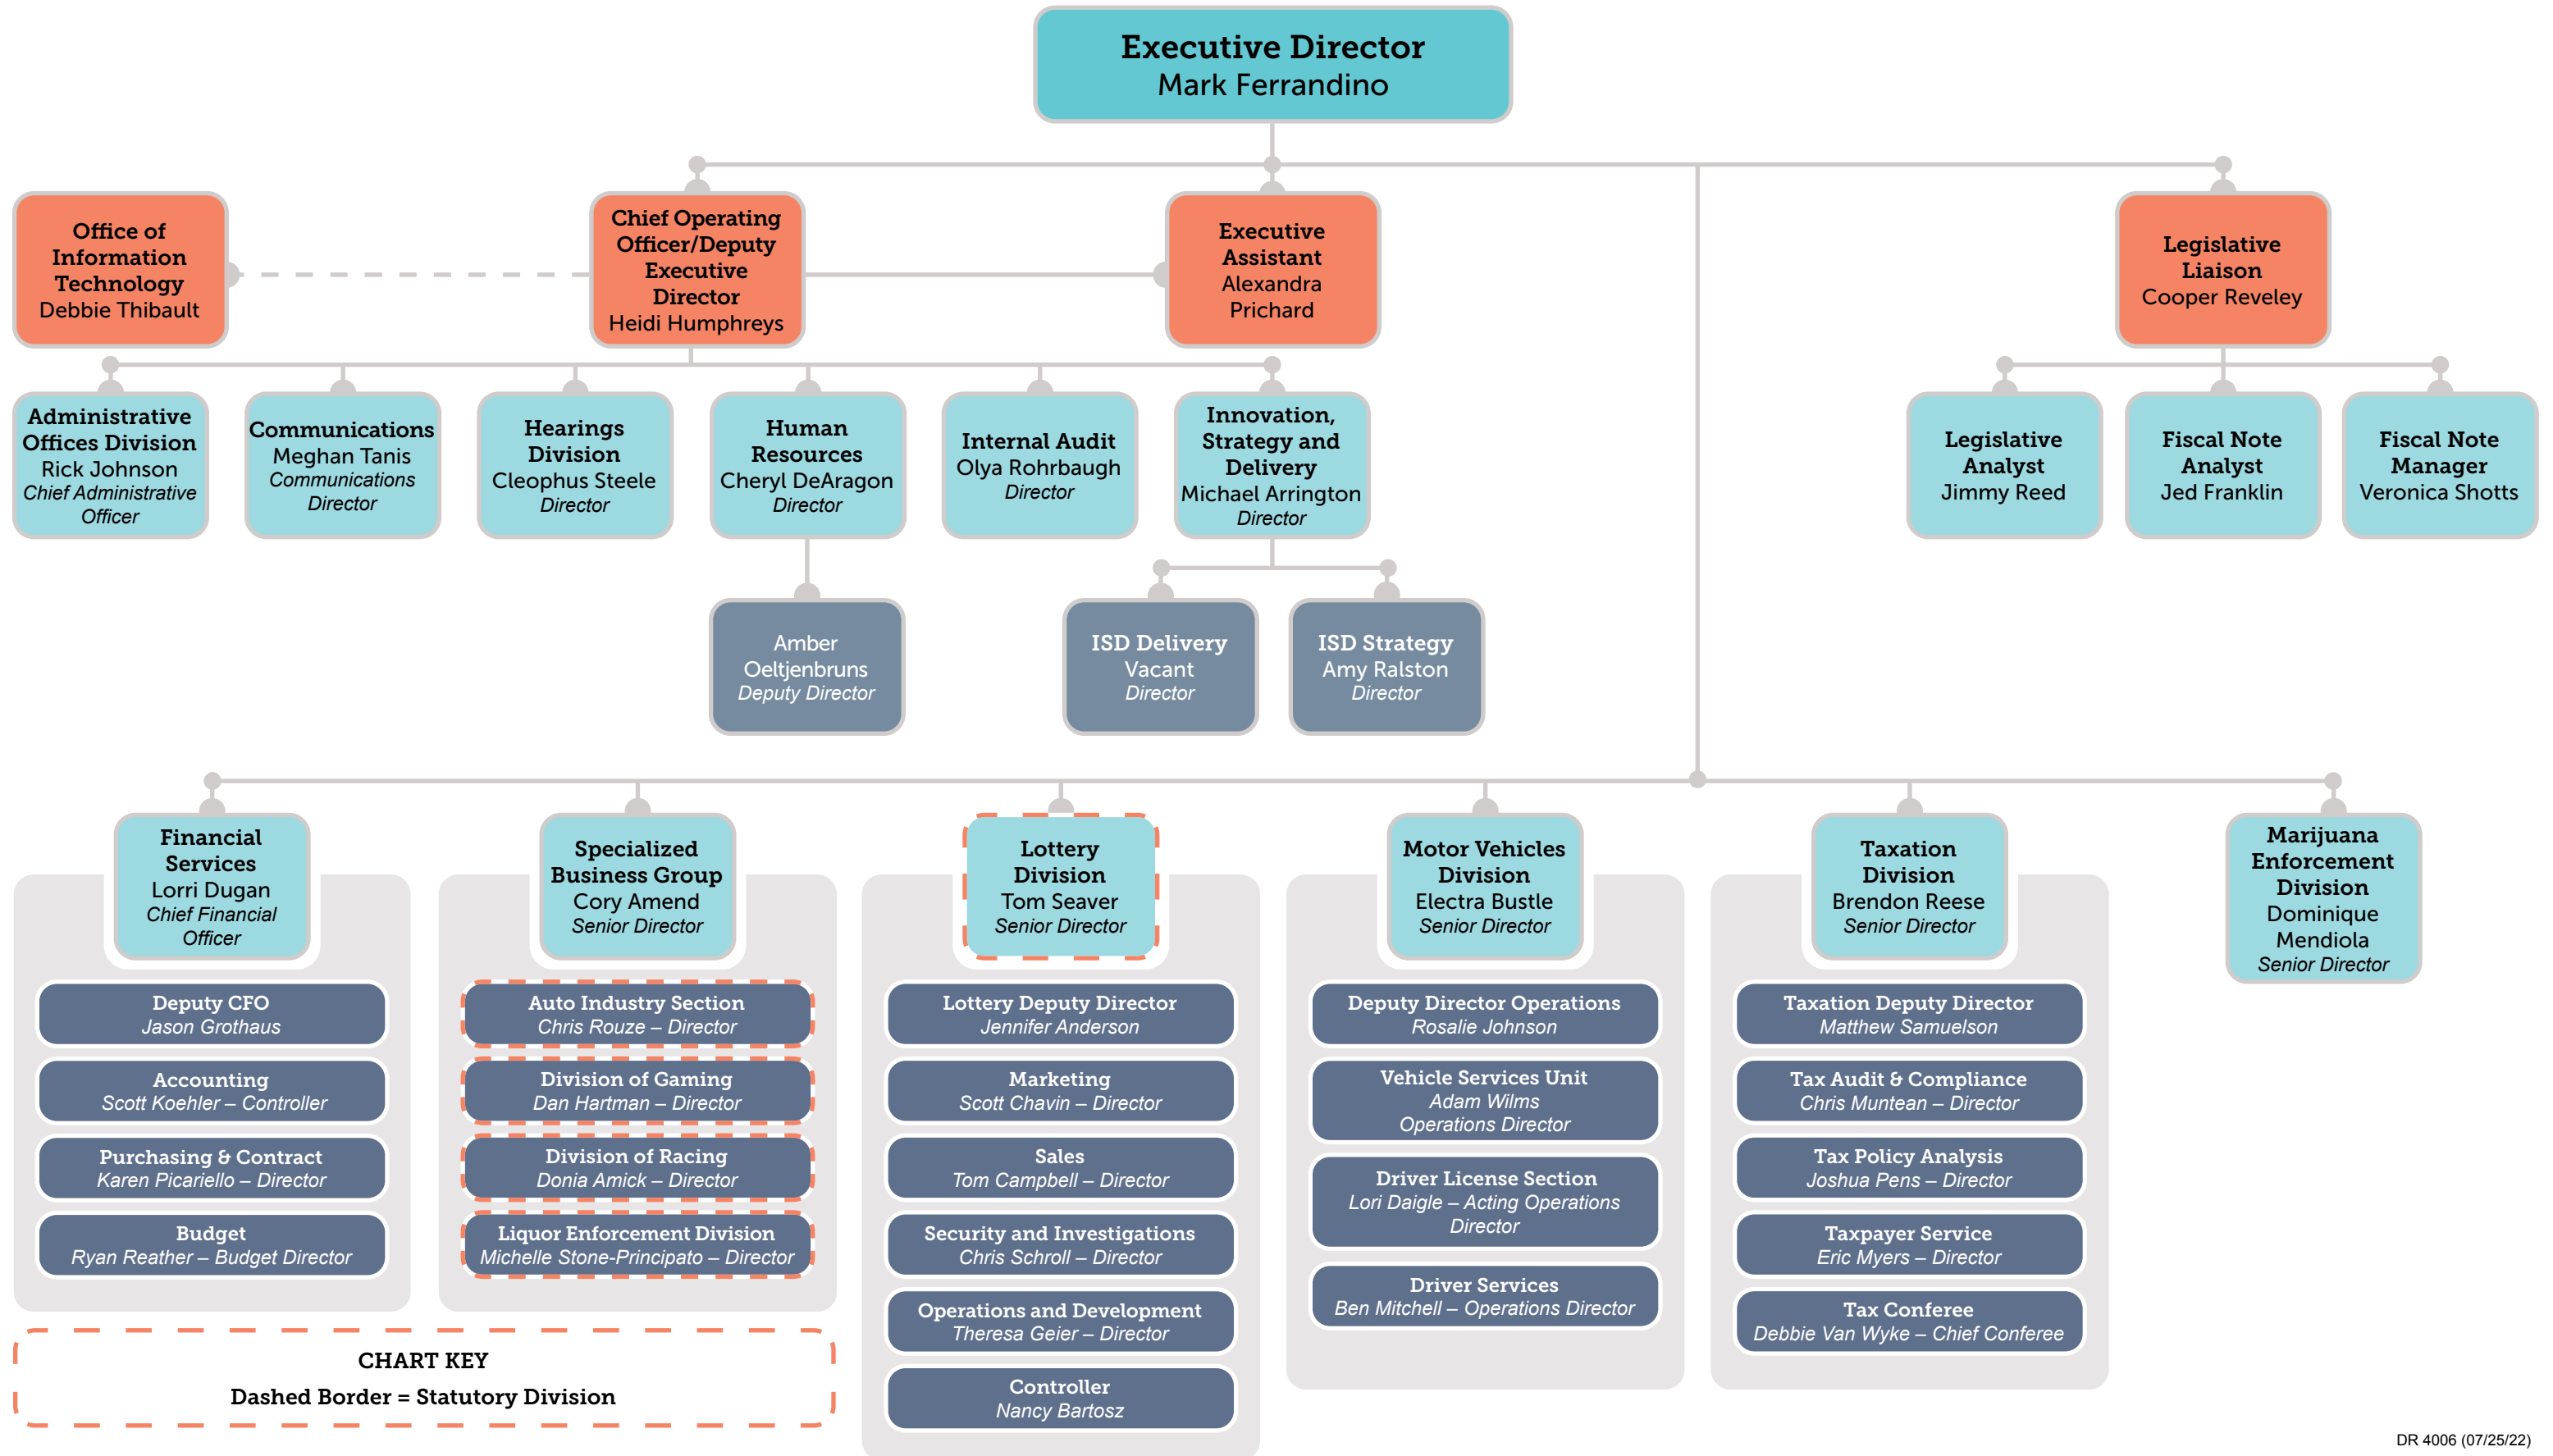 Executive Director
Mark Ferrandino
Office of
Information
Technology
Debbie Thibault
Chief Operating
Officer/Deputy
Executive
Director
Heidi Humphreys
Executive
Assistant
Alexandra
Prichard
Legislative
Liaison
Cooper Reveley
Administrative
Offices Division
Rick Johnson
Chief Administrative
Officer
Communications
Meghan Tanis
Communications
Director
Hearings
Division
Cleophus Steele
Director
Human
Resources
Cheryl DeAragon
Director
Internal Audit
Olya Rohrbaugh
Director
Innovation,
Strategy and
Delivery
Michael Arrington
Director
Legislative
Analyst
Jimmy Reed
Fiscal Note
Analyst
Jed Franklin
Fiscal Note
Manager
Veronica Shotts
Amber
Oeltjenbruns
Deputy Director
ISD Delivery
Vacant
Director
ISD Strategy
Amy Ralston
Director
Financial
Services
Lorri Dugan
Chief Financial
Officer
Deputy CFO
Jason Grothaus
Accounting
Scott Koehler – Controller
Purchasing & Contract
Karen Picariello – Director
Budget
Ryan Reather – Budget Director
Specialized
Business Group
Cory Amend
Senior Director
Auto Industry Section
Chris Rouze – Director
Division of Gaming
Dan Hartman – Director
Division of Racing
Donia Amick – Director
Liquor Enforcement Division
Michelle Stone-Principato – Director
Lottery
Division
Tom Seaver
Senior Director
Lottery Deputy Director
Jennifer Anderson
Marketing
Scott Chavin – Director
Sales
Tom Campbell – Director
Security and Investigations
Chris Schroll – Director
Operations and Development
Theresa Geier – Director
Controller
Nancy Bartosz
Motor Vehicles
Division
Electra Bustle
Senior Director
Deputy Director Operations
Rosalie Johnson
Vehicle Services Unit
Adam Wilms
Operations Director
Driver License Section
Lori Daigle – Acting Operations
Director
Driver Services
Ben Mitchell – Operations Director
Taxation
Division
Brendon Reese
Senior Director
Taxation Deputy Director
Matthew Samuelson
Tax Audit & Compliance
Chris Muntean – Director
Tax Policy Analysis
Joshua Pens – Director
Taxpayer Service
Eric Myers – Director
Tax Conferee
Debbie Van Wyke – Chief Conferee
Marijuana
Enforcement
Division
Dominique
Mendiola
Senior Director
CHART KEY
Dashed Border = Statutory Division
DR 4006 (07/25/22)